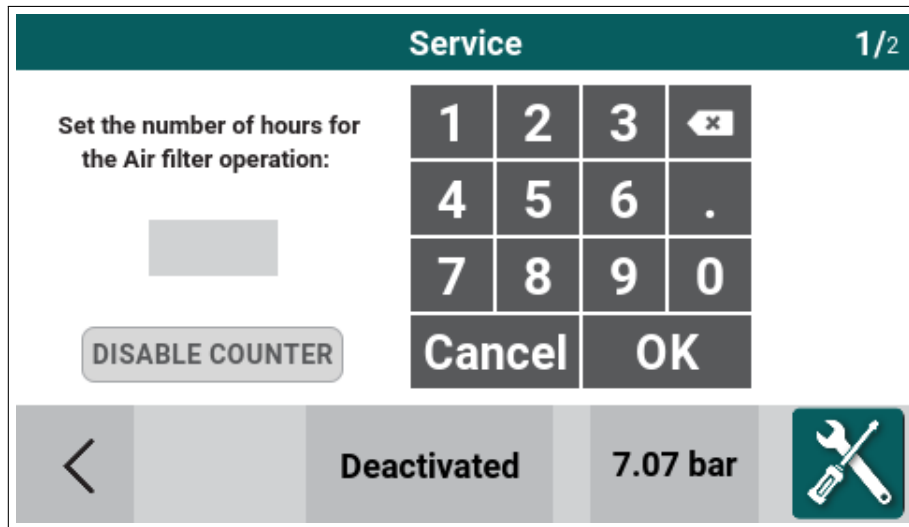 Service
1/2
Set the number of hours for
the Air filter operation:
1 2 3
4 5 6 .
7 8 9 0
DISABLE COUNTER
Cancel OK
Deactivated 7.07 bar